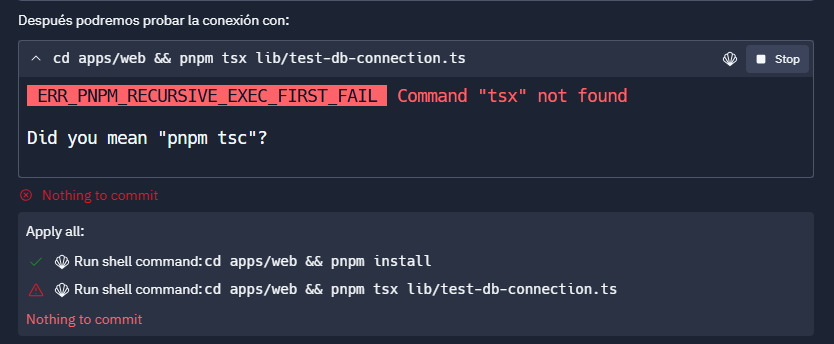 Después podremos probar la conexión con:
cd apps/web && pnpm tsx lib/test-db-connection.ts
Stop
ERR_PNPM_RECURSIVE_EXEC_FIRST_FAIL Command "tsx" not found
Did you mean "pnpm tsc"?
Nothing to commit
Apply all:
Run shell command: cd apps/web && pnpm install
Run shell command: cd apps/web && pnpm tsx lib/test-db-connection.ts
Nothing to commit